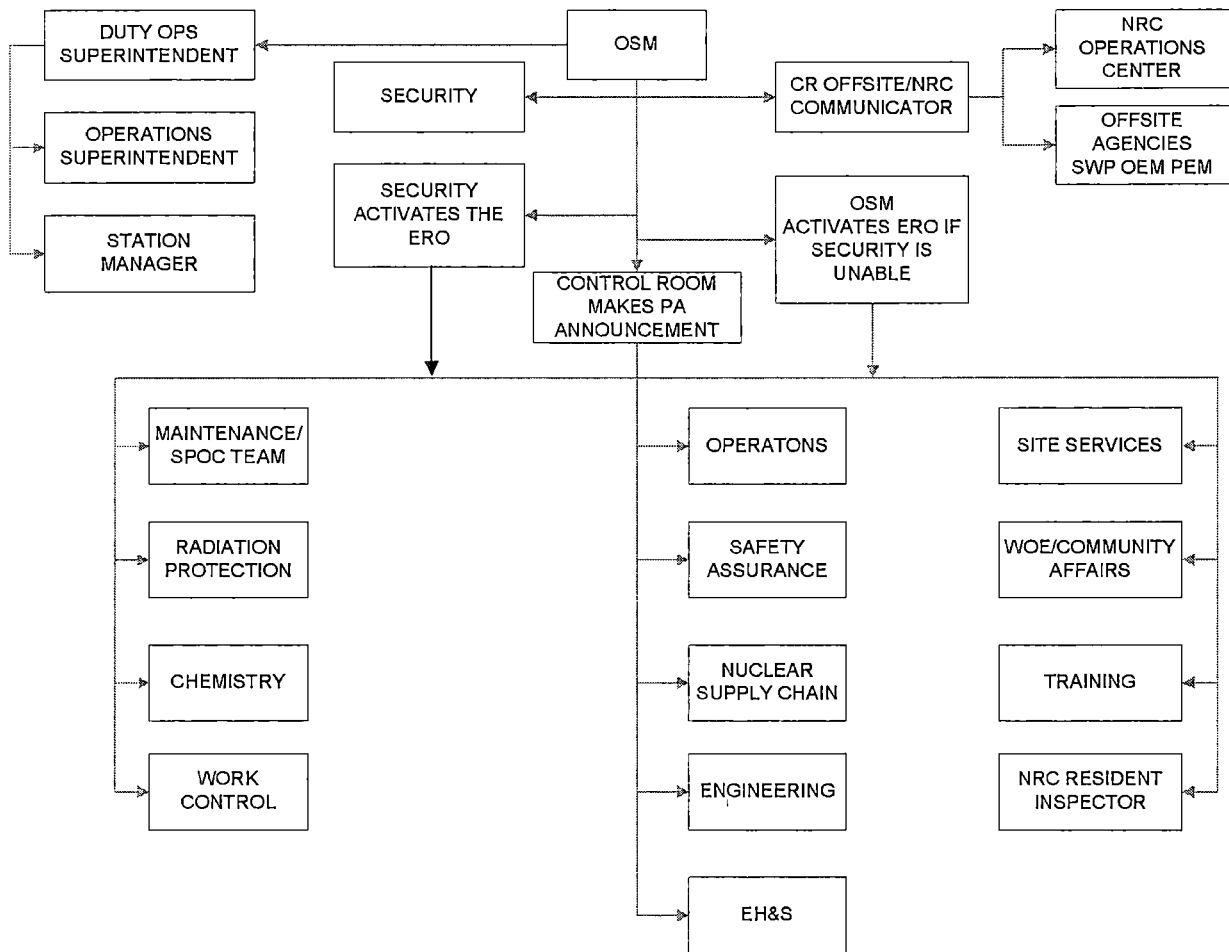 DUTY OPS
SUPERINTENDENT
OSM
NRC
OPERATIONS
CENTER
SECURITY
CR OFFSITE/NRC
COMMUNICATOR
OPERATIONS
SUPERINTENDENT
OFFSITE
AGENCIES
SWP OEM PEM
SECURITY
ACTIVATES THE
ERO
OSM
ACTIVATES ERO IF
SECURITY IS
UNABLE
STATION
MANAGER
CONTROL ROOM
MAKES PA
ANNOUNCEMENT
MAINTENANCE/
SPOC TEAM
OPERATONS
SITE SERVICES
RADIATION
PROTECTION
SAFETY
ASSURANCE
WOE/COMMUNITY
AFFAIRS
CHEMISTRY
NUCLEAR
SUPPLY CHAIN
TRAINING
WORK
CONTROL
ENGINEERING
NRC RESIDENT
INSPECTOR
EH&S